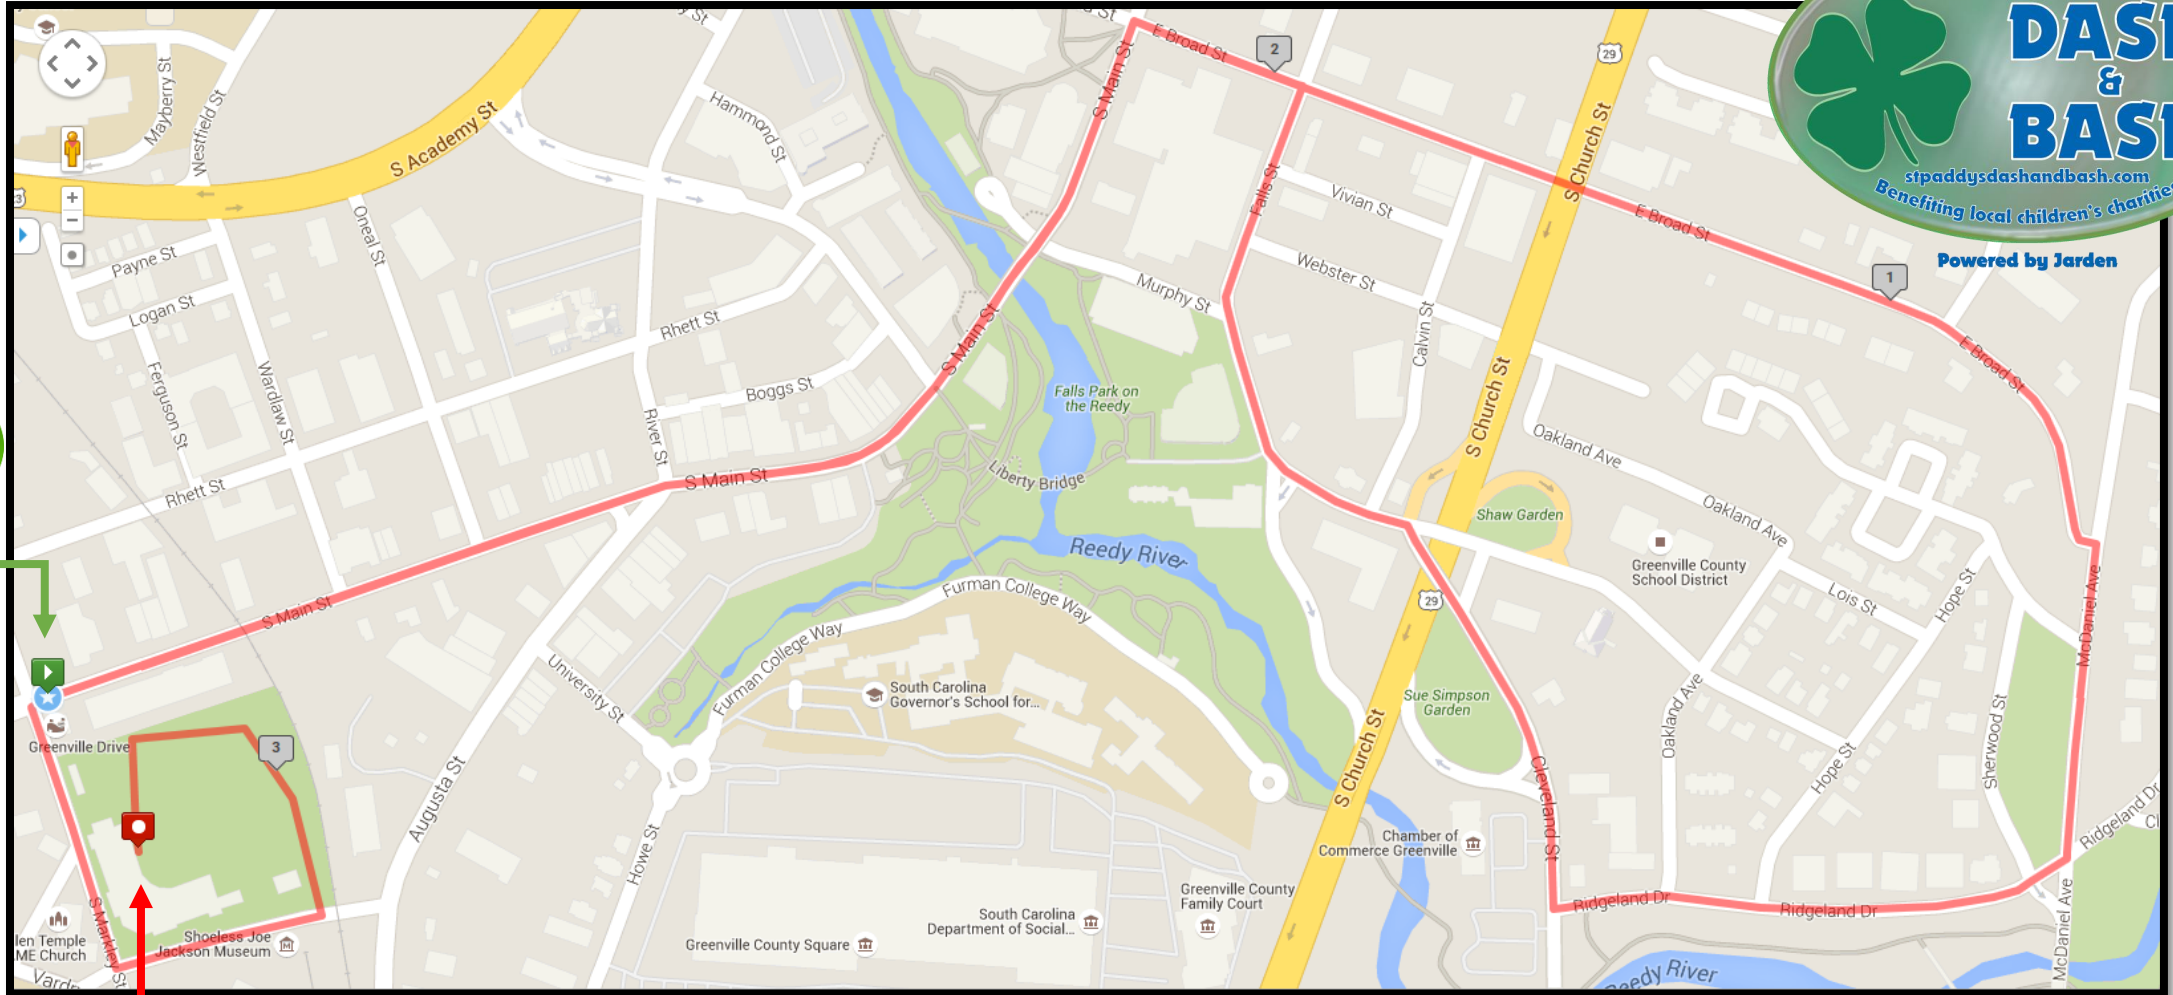 S Main St
E Broad St
2
29
S Church St
DAS
&
BAS
stpaddysdashandbash.com
Benefiting local children's charitie
Powered by Jarden
Mayberry St
Westfield St
S Academy St
Hammond St
Falls St
Vivian St
Webster St
E Broad St
1
E Broad St
Payne St
Logan St
Oneal St
Rhett St
Murphy St
Calvin St
S Main St
Ferguson St
Wardlaw St
Boggs St
River St
Falls Park on
the Reedy
S Church St
Oakland Ave
Rhett St
S Main St
Liberty Bridge
Shaw Garden
Oakland Ave
Greenville County
School District
Reedy River
Furman College Way
29
Lois St
Hope St
McDaniel Ave
S Main St
Furman College Way
University St
South Carolina
Governor's School for...
Sue Simpson
Garden
Oakland Ave
Sherwood St
Greenville Drive
3
S Church St
Augusta St
Cleveland St
Hope St
Ridgeland Dr
Howe St
Chamber of
Commerce Greenville
Greenville County
Family Court
Ridgeland Dr
Ridgeland Dr
S Markley St
len Temple
ME Church
Shoeless Joe
Jackson Museum
South Carolina
Department of Social...
Greenville County Square
McDaniel Ave
Reedy River